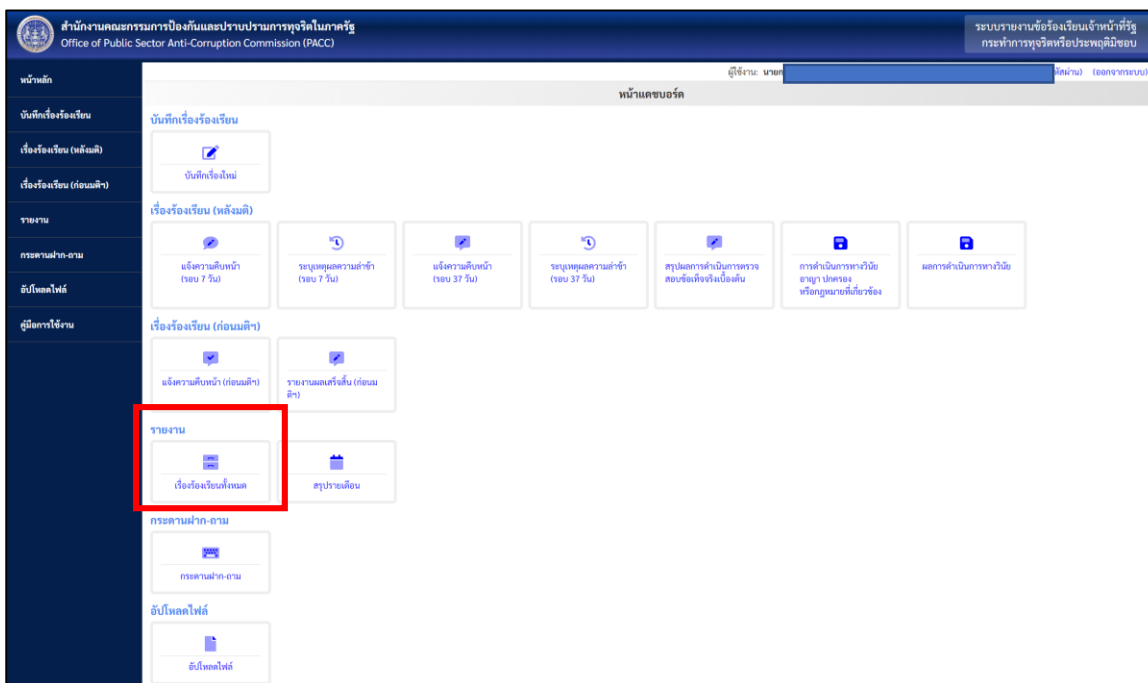 สำนักงานคณะกรรมการป้องกันและปราบปรามการทุจริตในภาครัฐ
Office of Public Sector Anti-Corruption Commission (PACC)
ระบบรายงานข้อร้องเรียนเจ้าหน้าที่รัฐ
กระทำการทุจริตหรือประพฤติมิชอบ
ผู้ใช้งาน: นายก
(ออกจากระบบ)
หน้าแดชบอร์ด
หน้าหลัก
บันทึกเรื่องร้องเรียน
เรื่องร้องเรียน (หลังมติ)
เรื่องร้องเรียน (ก่อนมติฯ)
รายงาน
กระดานฝาก-ถาม
อัปโหลดไฟล์
คู่มือการใช้งาน
บันทึกเรื่องร้องเรียน
บันทึกเรื่องใหม่
เรื่องร้องเรียน (หลังมติ)
แจ้งความคืบหน้า
(รอบ 7 วัน)
ระบุเหตุผลความล่าช้า
(รอบ 7 วัน)
แจ้งความคืบหน้า
(รอบ 37 วัน)
ระบุเหตุผลความล่าช้า
(รอบ 37 วัน)
สรุปผลการดำเนินการตรวจ
สอบข้อเท็จจริงเบื้องต้น
การดำเนินการทางวินัย
อาญา ปกครอง
หรือกฎหมายที่เกี่ยวข้อง
ผลการดำเนินการทางวินัย
เรื่องร้องเรียน (ก่อนมติฯ)
แจ้งความคืบหน้า (ก่อนมติฯ)
รายงานผลเสร็จสิ้น (ก่อนม
ติฯ)
รายงาน
เรื่องร้องเรียนทั้งหมด
สรุปรายเดือน
กระดานฝาก-ถาม
กระดานฝาก-ถาม
อัปโหลดไฟล์
อัปโหลดไฟล์